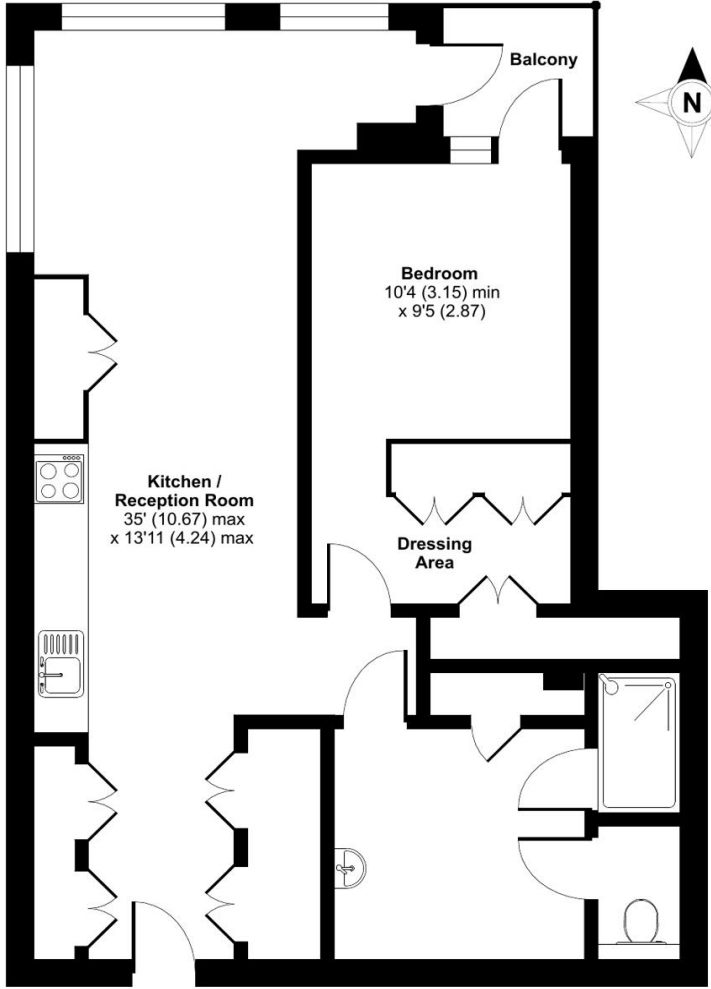 Balcony
N
Bedroom
10'4 (3.15) min
x 9'5 (2.87)
Kitchen /
Reception Room
35' (10.67) max
x 13'11 (4.24) max
Dressing
Area